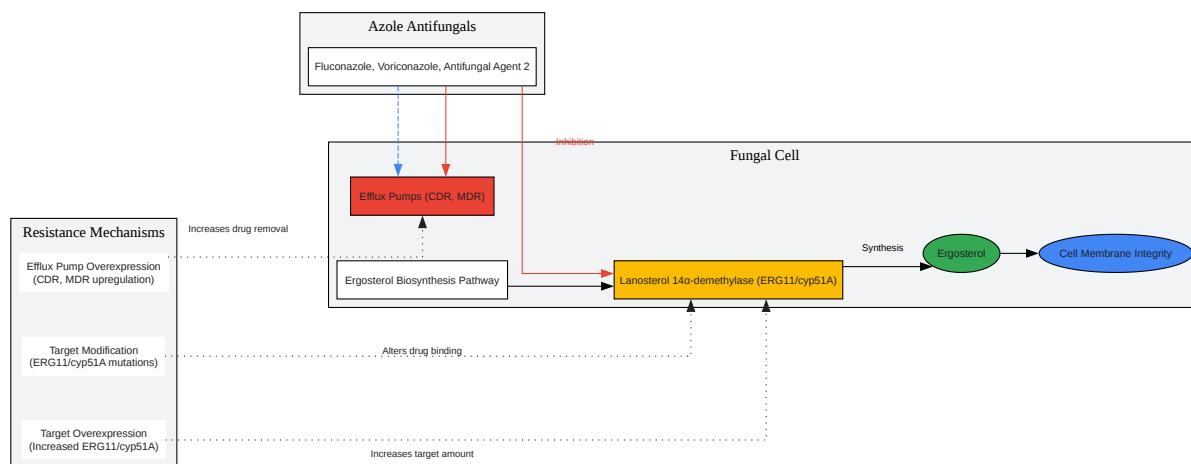 Azole Antifungals
Fluconazole, Voriconazole, Antifungal Agent 2
Inhibition
Fungal Cell
Efflux Pumps (CDR, MDR)
Resistance Mechanisms
Increases drug removal
Efflux Pump Overexpression
(CDR, MDR upregulation)
Ergosterol Biosynthesis Pathway
Lanosterol 14α-demethylase (ERG11/cyp51A)
Synthesis
Ergosterol
Cell Membrane Integrity
Target Modification
(ERG11/cyp51A mutations)
Alters drug binding
Target Overexpression
(Increased ERG11/cyp51A)
Increases target amount